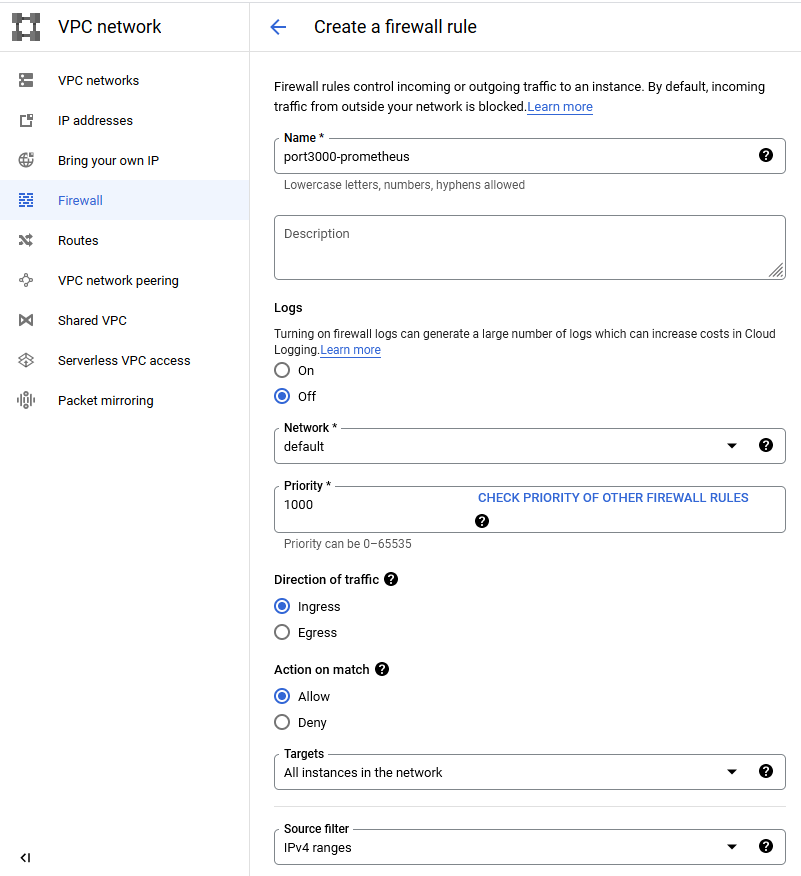 VPC network
VPC networks
IP addresses
Bring your own IP
Firewall
Routes
VPC network peering
Shared VPC
Serverless VPC access
Packet mirroring
Create a firewall rule
Firewall rules control incoming or outgoing traffic to an instance. By default, incoming
traffic from outside your network is blocked.Learn more
Name *
port3000-prometheus
Lowercase letters, numbers, hyphens allowed
Description
Logs
Turning on firewall logs can generate a large number of logs which can increase costs in Cloud
Logging.Learn more
On
Off
Network *
default
Priority *
1000
CHECK PRIORITY OF OTHER FIREWALL RULES
Priority can be 0–65535
Direction of traffic
Ingress
Egress
Action on match
Allow
Deny
Targets
All instances in the network
Source filter
IPv4 ranges